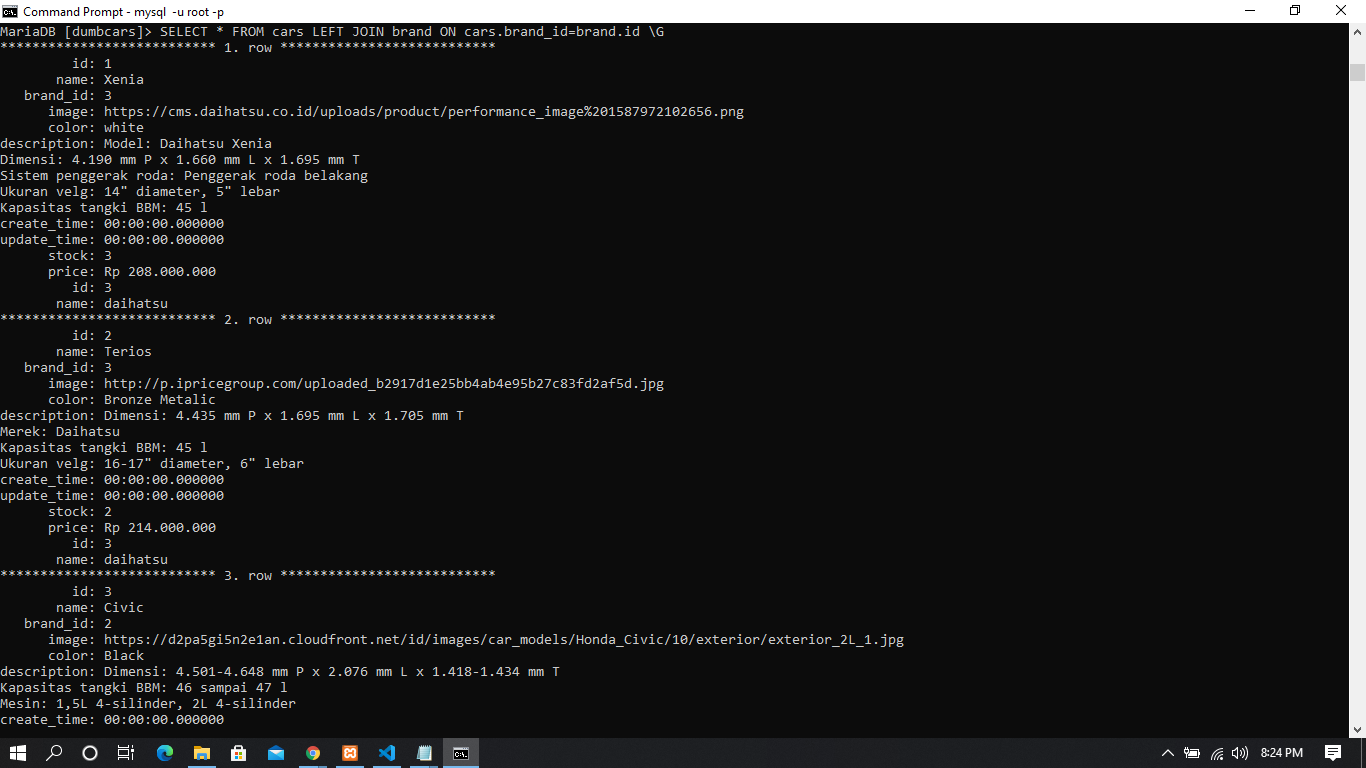 Command Prompt - mysql -u root -p
MariaDB [dumbcars]> SELECT * FROM cars LEFT JOIN brand ON cars.brand_id=brand.id \G
*************************** 1. row ***************************
id: 1
name: Xenia
brand_id: 3
image: https://cms.daihatsu.co.id/uploads/product/performance_image%201587972102656.png
color: white
description: Model: Daihatsu Xenia
Dimensi: 4.190 mm P x 1.660 mm L x 1.695 mm T
Sistem penggerak roda: Penggerak roda belakang
Ukuran velg: 14" diameter, 5" lebar
Kapasitas tangki BBM: 45 l
create_time: 00:00:00.000000
update_time: 00:00:00.000000
stock: 3
price: Rp 208.000.000
id: 3
name: daihatsu
*************************** 2. row ***************************
id: 2
name: Terios
brand_id: 3
image: http://p.ipricegroup.com/uploaded_b2917d1e25bb4ab4e95b27c83fd2af5d.jpg
color: Bronze Metalic
description: Dimensi: 4.435 mm P x 1.695 mm L x 1.705 mm T
Merek: Daihatsu
Kapasitas tangki BBM: 45 l
Ukuran velg: 16-17" diameter, 6" lebar
create_time: 00:00:00.000000
update_time: 00:00:00.000000
stock: 2
price: Rp 214.000.000
id: 3
name: daihatsu
*************************** 3. row ***************************
id: 3
name: Civic
brand_id: 2
image: https://d2pa5gi5n2e1an.cloudfront.net/id/images/car_models/Honda_Civic/10/exterior/exterior_2L_1.jpg
color: Black
description: Dimensi: 4.501-4.648 mm P x 2.076 mm L x 1.418-1.434 mm T
Kapasitas tangki BBM: 46 sampai 47 l
Mesin: 1,5L 4-silinder, 2L 4-silinder
create_time: 00:00:00.000000
8:24 PM